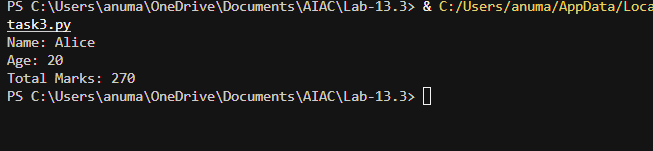 PS C:\Users\anuma\OneDrive\Documents\AIAC\Lab-13.3> & C:/Users/anuma/AppData/Loca
task3.py
Name: Alice
Age: 20
Total Marks: 270
PS C:\Users\anuma\OneDrive\Documents\AIAC\Lab-13.3>